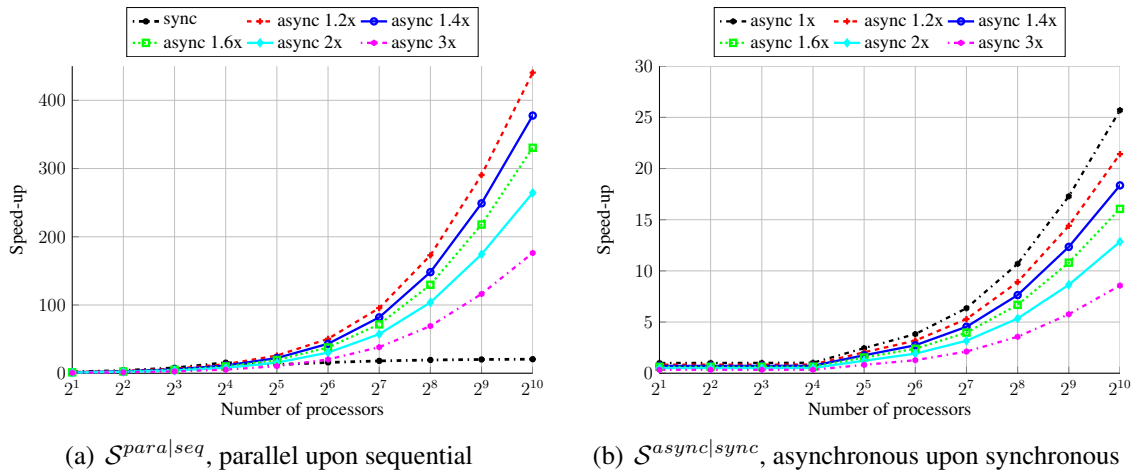 sync async 1.2x async 1.4x
async 1.6x async 2x async 3x
400
300
200
100
0
Speed-up
2^1 2^2 2^3 2^4 2^5 2^6 2^7 2^8 2^9 2^10
Number of processors
(a) S^{para|seq}, parallel upon sequential
async 1x async 1.2x async 1.4x
async 1.6x async 2x async 3x
30
25
20
15
10
5
0
Speed-up
2^1 2^2 2^3 2^4 2^5 2^6 2^7 2^8 2^9 2^10
Number of processors
(b) S^{async|sync}, asynchronous upon synchronous